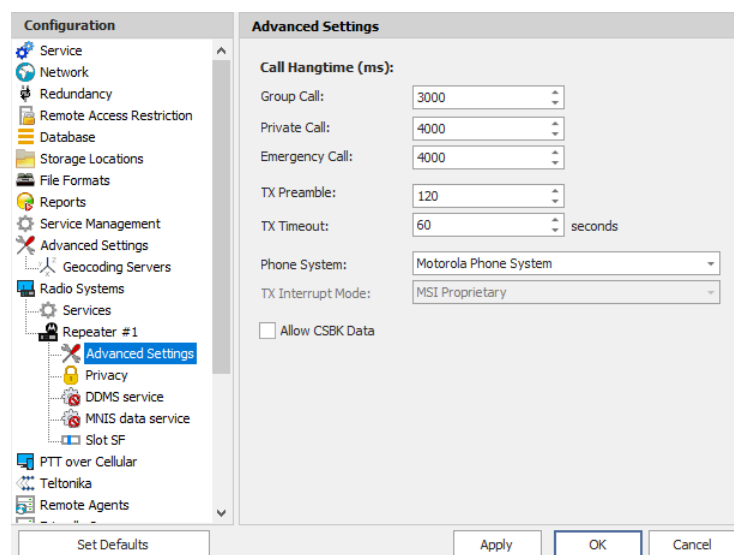 Configuration
Service
Network
Redundancy
Remote Access Restriction
Database
Storage Locations
File Formats
Reports
Service Management
Advanced Settings
Geocoding Servers
Radio Systems
Services
Repeater #1
Advanced Settings
Privacy
DDMS service
MNIS data service
Slot SF
PTT over Cellular
Teltonika
Remote Agents
Set Defaults
Advanced Settings
Call Hangtime (ms):
Group Call: 3000
Private Call: 4000
Emergency Call: 4000
TX Preamble: 120
TX Timeout: 60 seconds
Phone System: Motorola Phone System
TX Interrupt Mode: MSI Proprietary
Allow CSBK Data
Apply OK Cancel